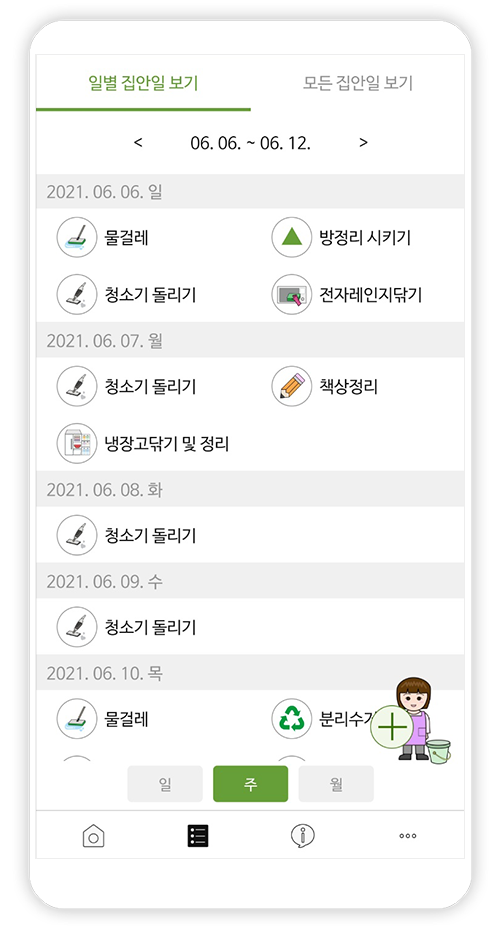 일별 집안일 보기
모든 집안일 보기
< 06. 06. ~ 06. 12. >
2021. 06. 06. 일
물걸레
방정리 시키기
청소기 돌리기
전자레인지닦기
2021. 06. 07. 월
청소기 돌리기
책상정리
냉장고닦기 및 정리
2021. 06. 08. 화
청소기 돌리기
2021. 06. 09. 수
청소기 돌리기
2021. 06. 10. 목
물걸레
분리수거
일
주
월